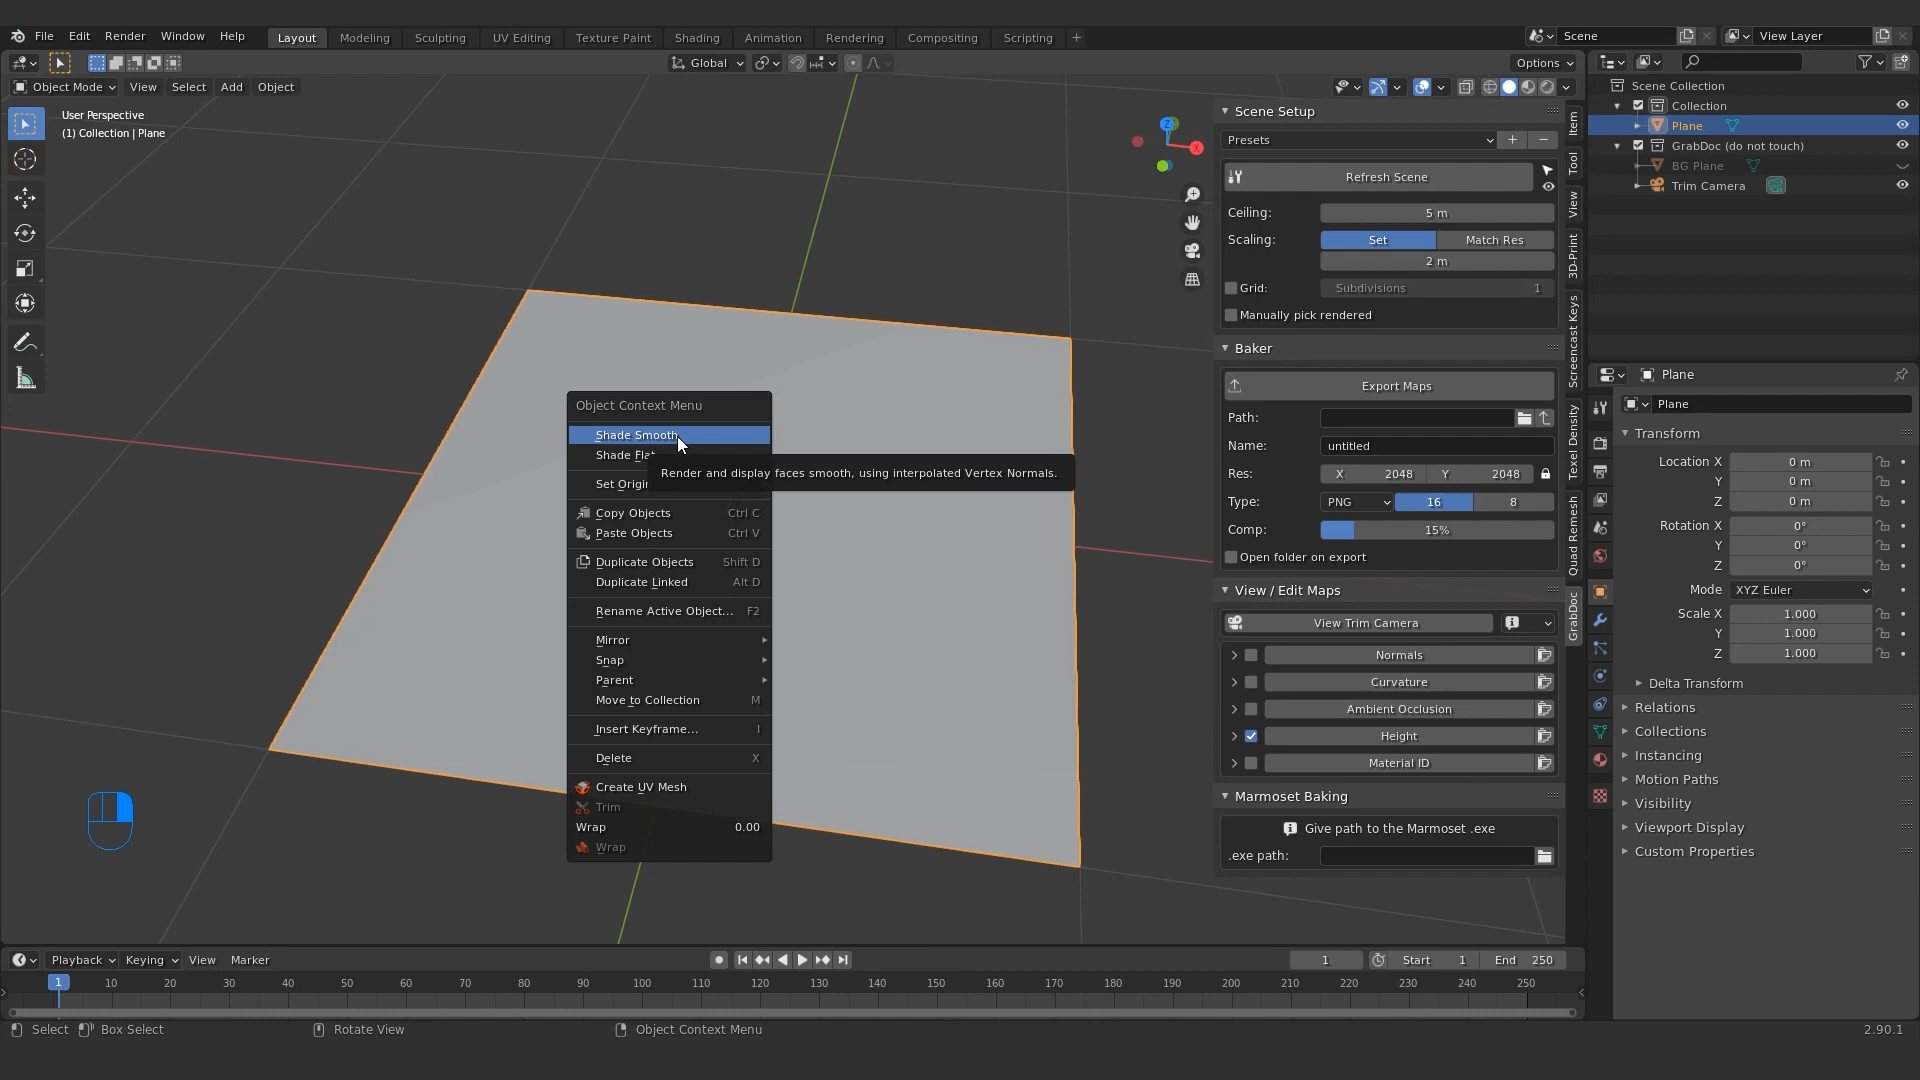 File Edit Render Window Help Layout Modeling Sculpting UV Editing Texture Paint Shading Animation Rendering Compositing Scripting + Scene View Layer
Global Options
Object Mode View Select Add Object
User Perspective
(1) Collection | Plane
Z
X
Scene Setup
Presets
Refresh Scene
Ceiling: 5 m
Scaling: Set Match Res
2 m
Grid: Subdivisions 1
Manually pick rendered
Baker
Export Maps
Path:
Name: untitled
Res: X 2048 Y 2048
Type: PNG 16 8
Comp: 15%
Open folder on export
View / Edit Maps
View Trim Camera
Normals
Curvature
Ambient Occlusion
Height
Material ID
Marmoset Baking
Give path to the Marmoset .exe
.exe path:
Item
Tool
View
3D-Print
Screencast Keys
Texel Density
Quad Remesh
GrabDoc
Object Context Menu
Shade Smooth
Shade Flat
Render and display faces smooth, using interpolated Vertex Normals.
Set Origin
Copy Objects Ctrl C
Paste Objects Ctrl V
Duplicate Objects Shift D
Duplicate Linked Alt D
Rename Active Object... F2
Mirror
Snap
Parent
Move to Collection M
Insert Keyframe... I
Delete X
Create UV Mesh
Trim
Wrap 0.00
Wrap
Scene Collection
Collection
Plane
GrabDoc (do not touch)
BG Plane
Trim Camera
Plane
Plane
Transform
Location X 0 m
Y 0 m
Z 0 m
Rotation X 0°
Y 0°
Z 0°
Mode XYZ Euler
Scale X 1.000
Y 1.000
Z 1.000
Delta Transform
Relations
Collections
Instancing
Motion Paths
Visibility
Viewport Display
Custom Properties
Playback Keying View Marker 1 Start 1 End 250
1 10 20 30 40 50 60 70 80 90 100 110 120 130 140 150 160 170 180 190 200 210 220 230 240 250
Select Box Select Rotate View Object Context Menu 2.90.1